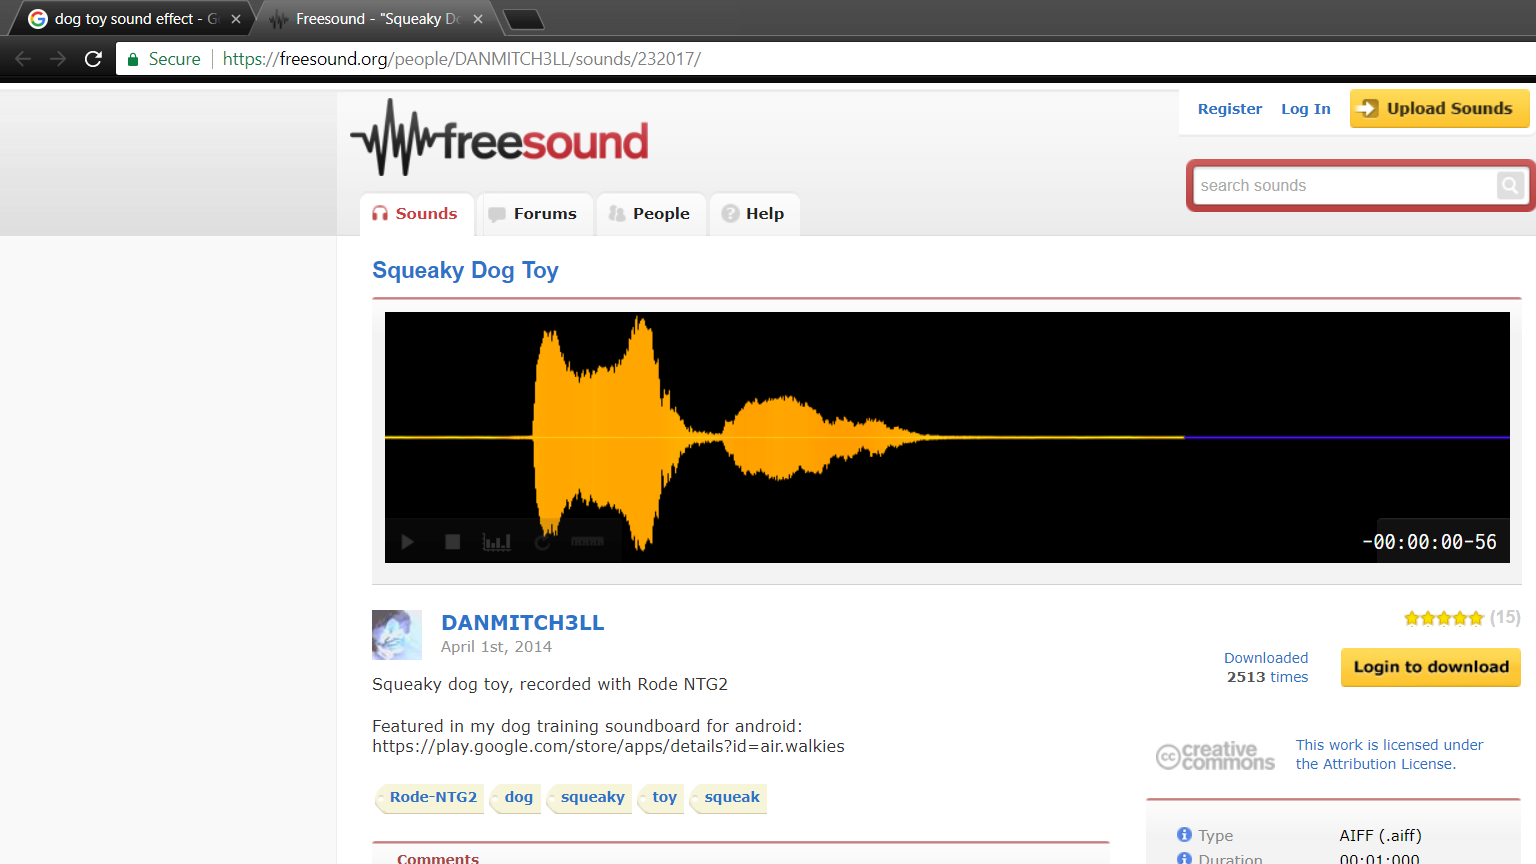 dog toy sound effect - G
Freesound - "Squeaky Do
Secure
https://freesound.org/people/DANMITCH3LL/sounds/232017/
Register
Log In
Upload Sounds
freesound
search sounds
Sounds
Forums
People
Help
Squeaky Dog Toy
-00:00:00-56
DANMITCH3LL
April 1st, 2014
(15)
Downloaded
2513 times
Login to download
Squeaky dog toy, recorded with Rode NTG2
Featured in my dog training soundboard for android:
https://play.google.com/store/apps/details?id=air.walkies
cc creative
commons
This work is licensed under
the Attribution License.
Rode-NTG2
dog
squeaky
toy
squeak
Type
AIFF (.aiff)
Comments
Duration
00:01:000